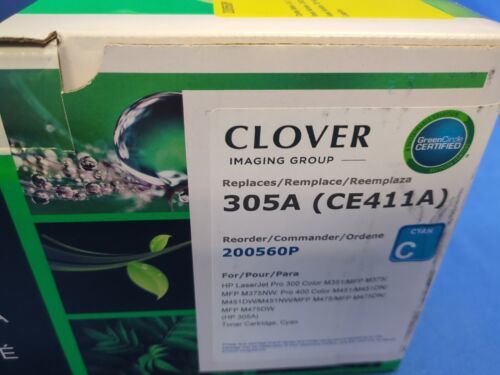 CLOVER
IMAGING GROUP
GreenCircle
CERTIFIED
Replaces/Remplace/Reemplaza
305A (CE411A)
Reorder/Commander/Ordene
200560P
CYAN
C
For/Pour/Para
HP LaserJet Pro 300 Color M351/MFP M375/
MFP M375NW, Pro 400 Color M451/M451DN/
M451DW/M451NW/MFP M475/MFP M475DN/
MFP M475DW
(HP 305A)
Toner Cartridge, Cyan
A
É